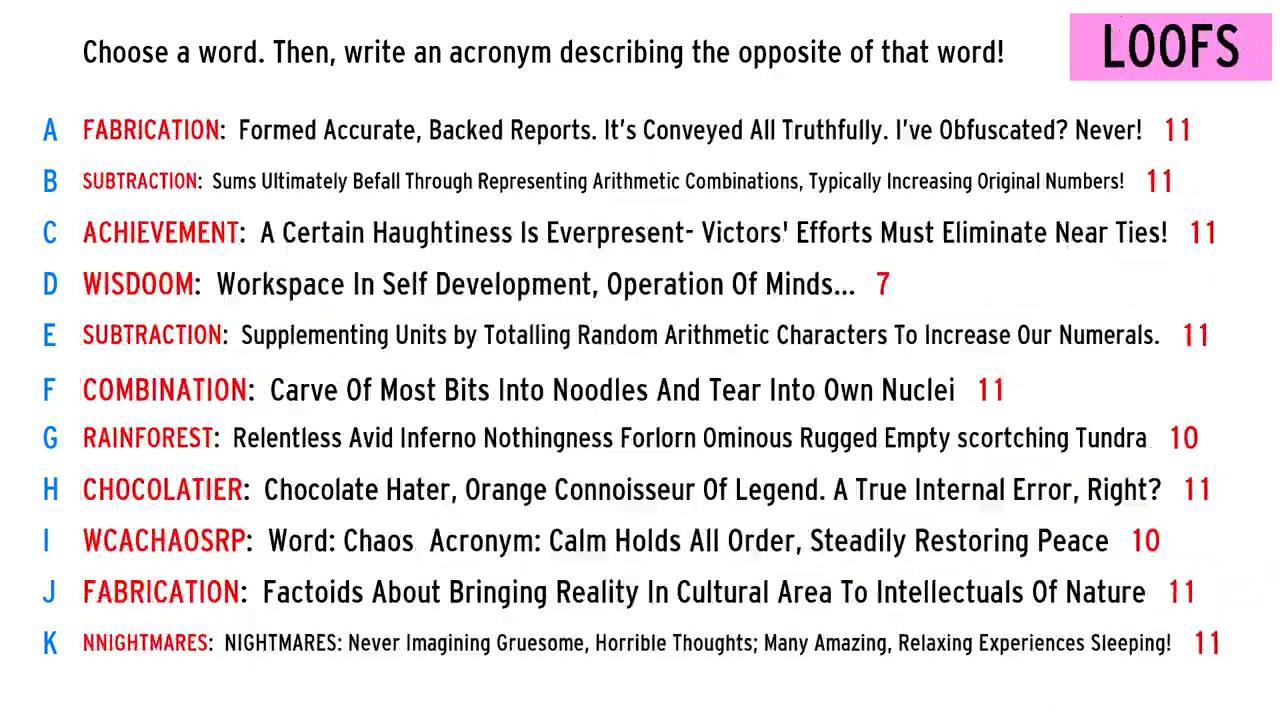 Choose a word. Then, write an acronym describing the opposite of that word!
LOOFS
A FABRICATION: Formed Accurate, Backed Reports. It's Conveyed All Truthfully. I've Obfuscated? Never! 11
B SUBTRACTION: Sums Ultimately Befall Through Representing Arithmetic Combinations, Typically Increasing Original Numbers! 11
C ACHIEVEMENT: A Certain Haughtiness Is Everpresent- Victors' Efforts Must Eliminate Near Ties! 11
D WISDOOM: Workspace In Self Development, Operation Of Minds... 7
E SUBTRACTION: Supplementing Units by Totalling Random Arithmetic Characters To Increase Our Numerals. 11
F COMBINATION: Carve Of Most Bits Into Noodles And Tear Into Own Nuclei 11
G RAINFOREST: Relentless Avid Inferno Nothingness Forlorn Ominous Rugged Empty scortching Tundra 10
H CHOCOLATIER: Chocolate Hater, Orange Connoisseur Of Legend. A True Internal Error, Right? 11
I WCACHAOSRP: Word: Chaos Acronym: Calm Holds All Order, Steadily Restoring Peace 10
J FABRICATION: Factoids About Bringing Reality In Cultural Area To Intellectuals Of Nature 11
K NNIGHTMARES: NIGHTMARES: Never Imagining Gruesome, Horrible Thoughts; Many Amazing, Relaxing Experiences Sleeping! 11